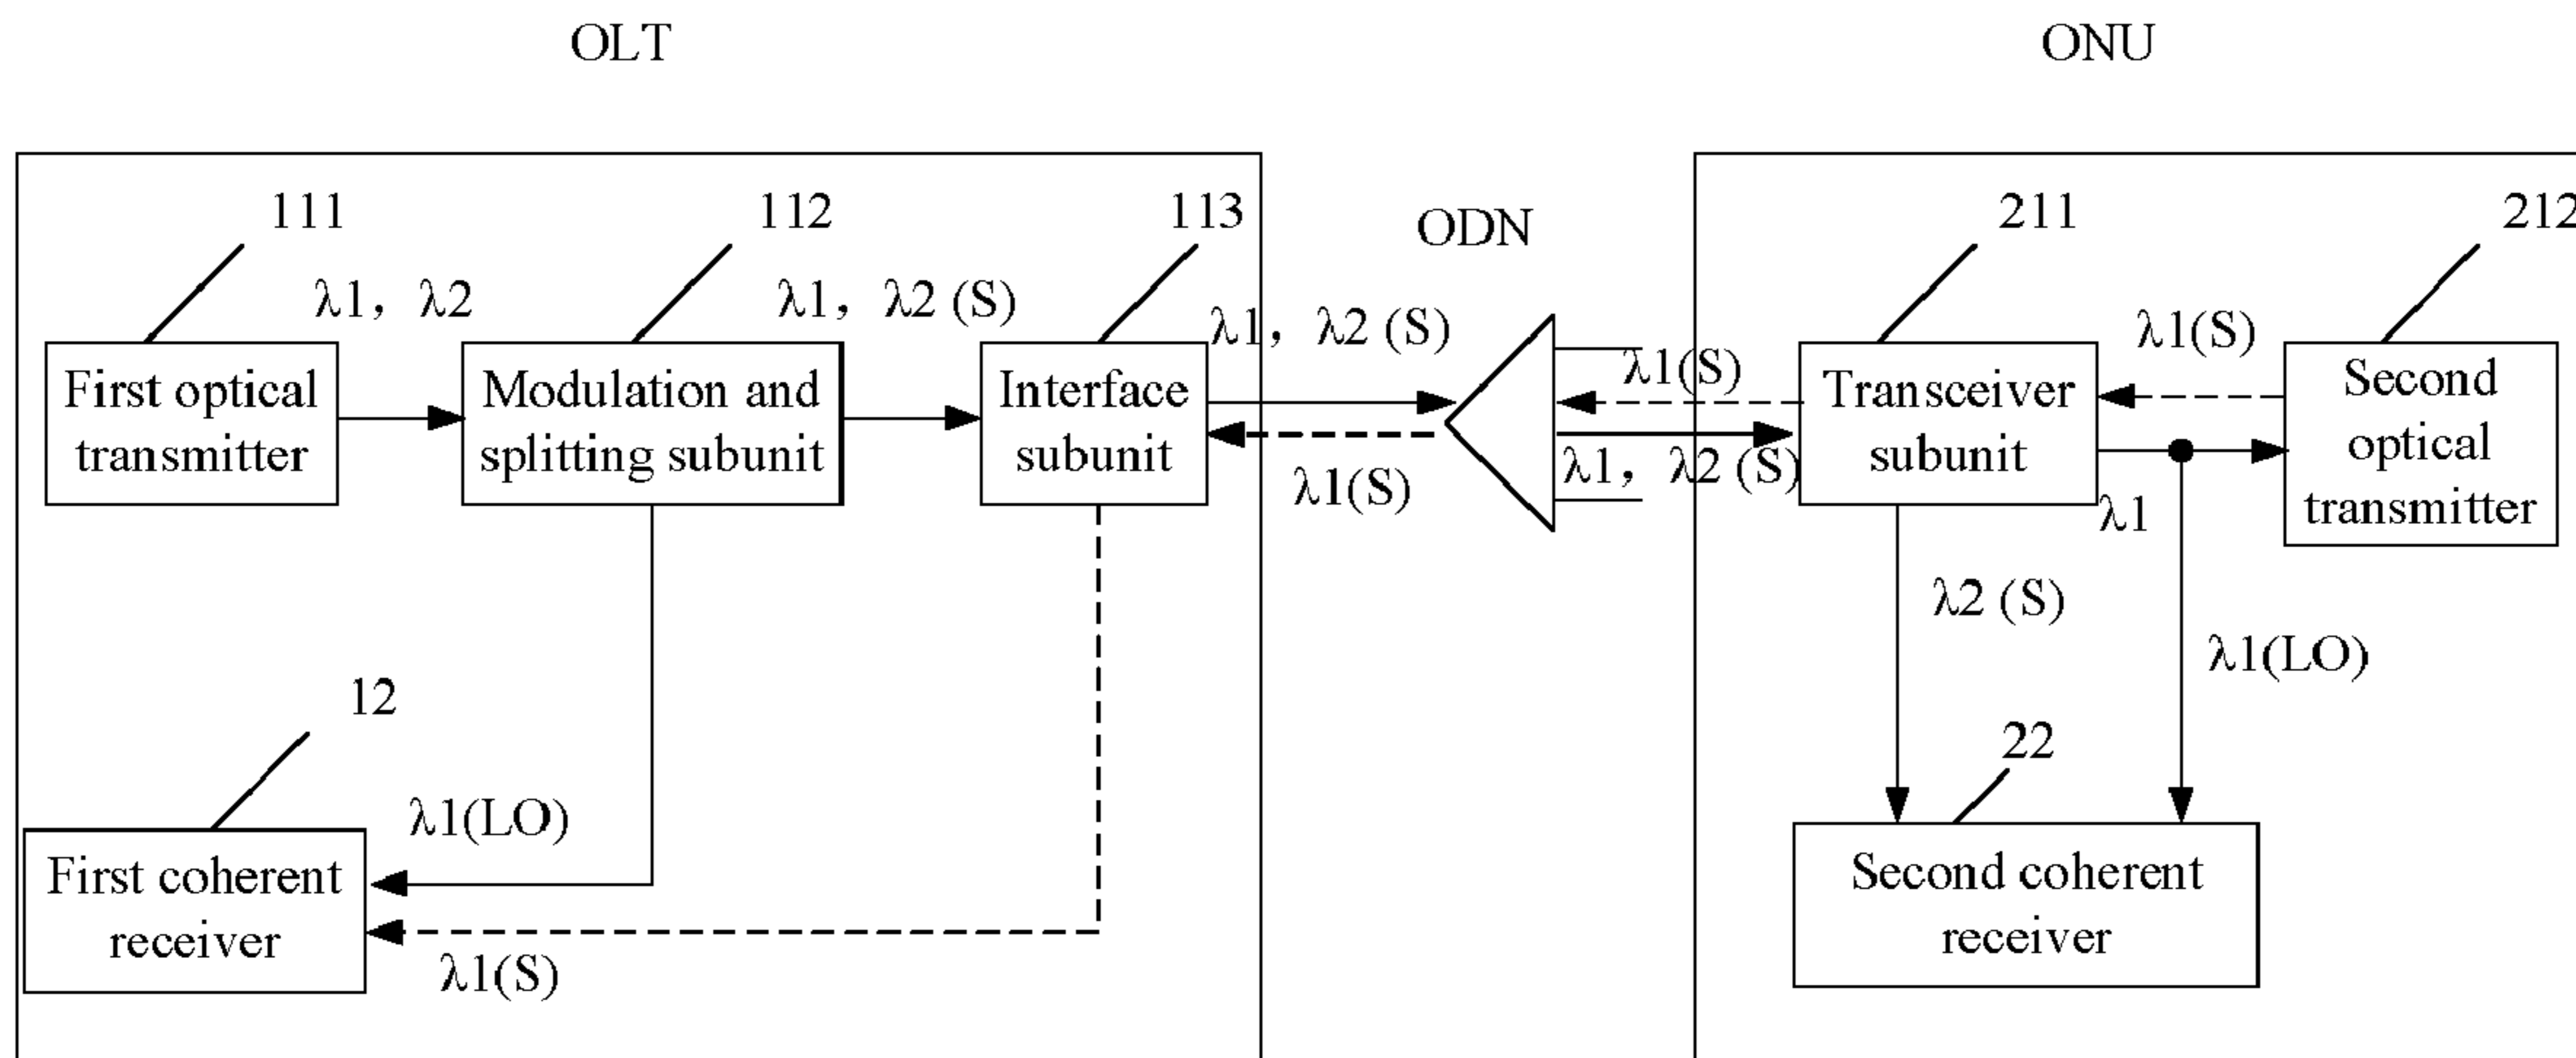 OLT
ONU
111
112
113
ODN
211
212
λ1, λ2
λ1, λ2 (S)
λ1, λ2 (S)
λ1(S)
λ1(S)
First optical
transmitter
Modulation and
splitting subunit
Interface
subunit
Transceiver
subunit
Second
optical
transmitter
λ1(S)
λ1, λ2 (S)
λ1
λ2 (S)
λ1(LO)
12
22
λ1(LO)
First coherent
receiver
Second coherent
receiver
λ1(S)